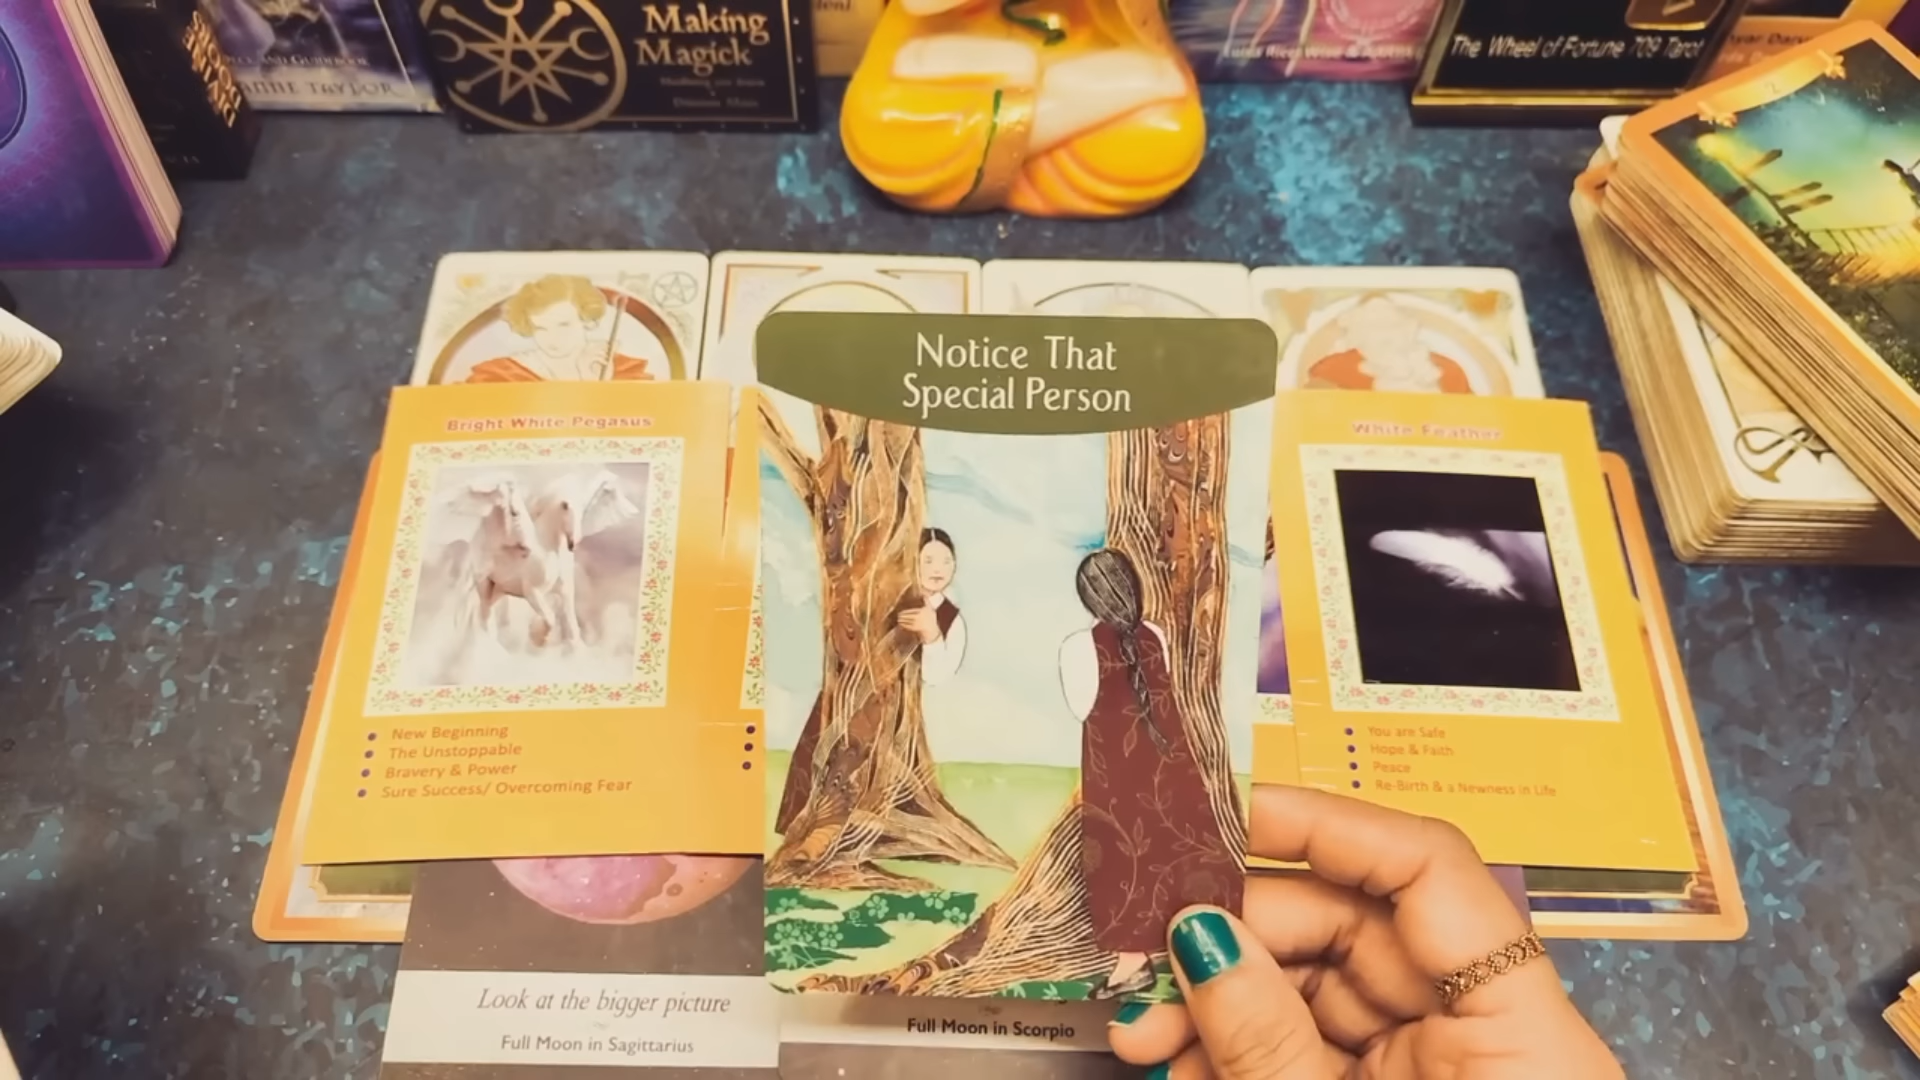 Making
Magick
The Wheel of Fortune 709 Tarot
Notice That
Special Person
Bright White Pegasus
New Beginning
The Unstoppable
Bravery & Power
Sure Success/ Overcoming Fear
White Feather
You are Safe
Hope & Faith
Peace
Re-Birth & a Newness in Life
Look at the bigger picture
Full Moon in Sagittarius
Full Moon in Scorpio